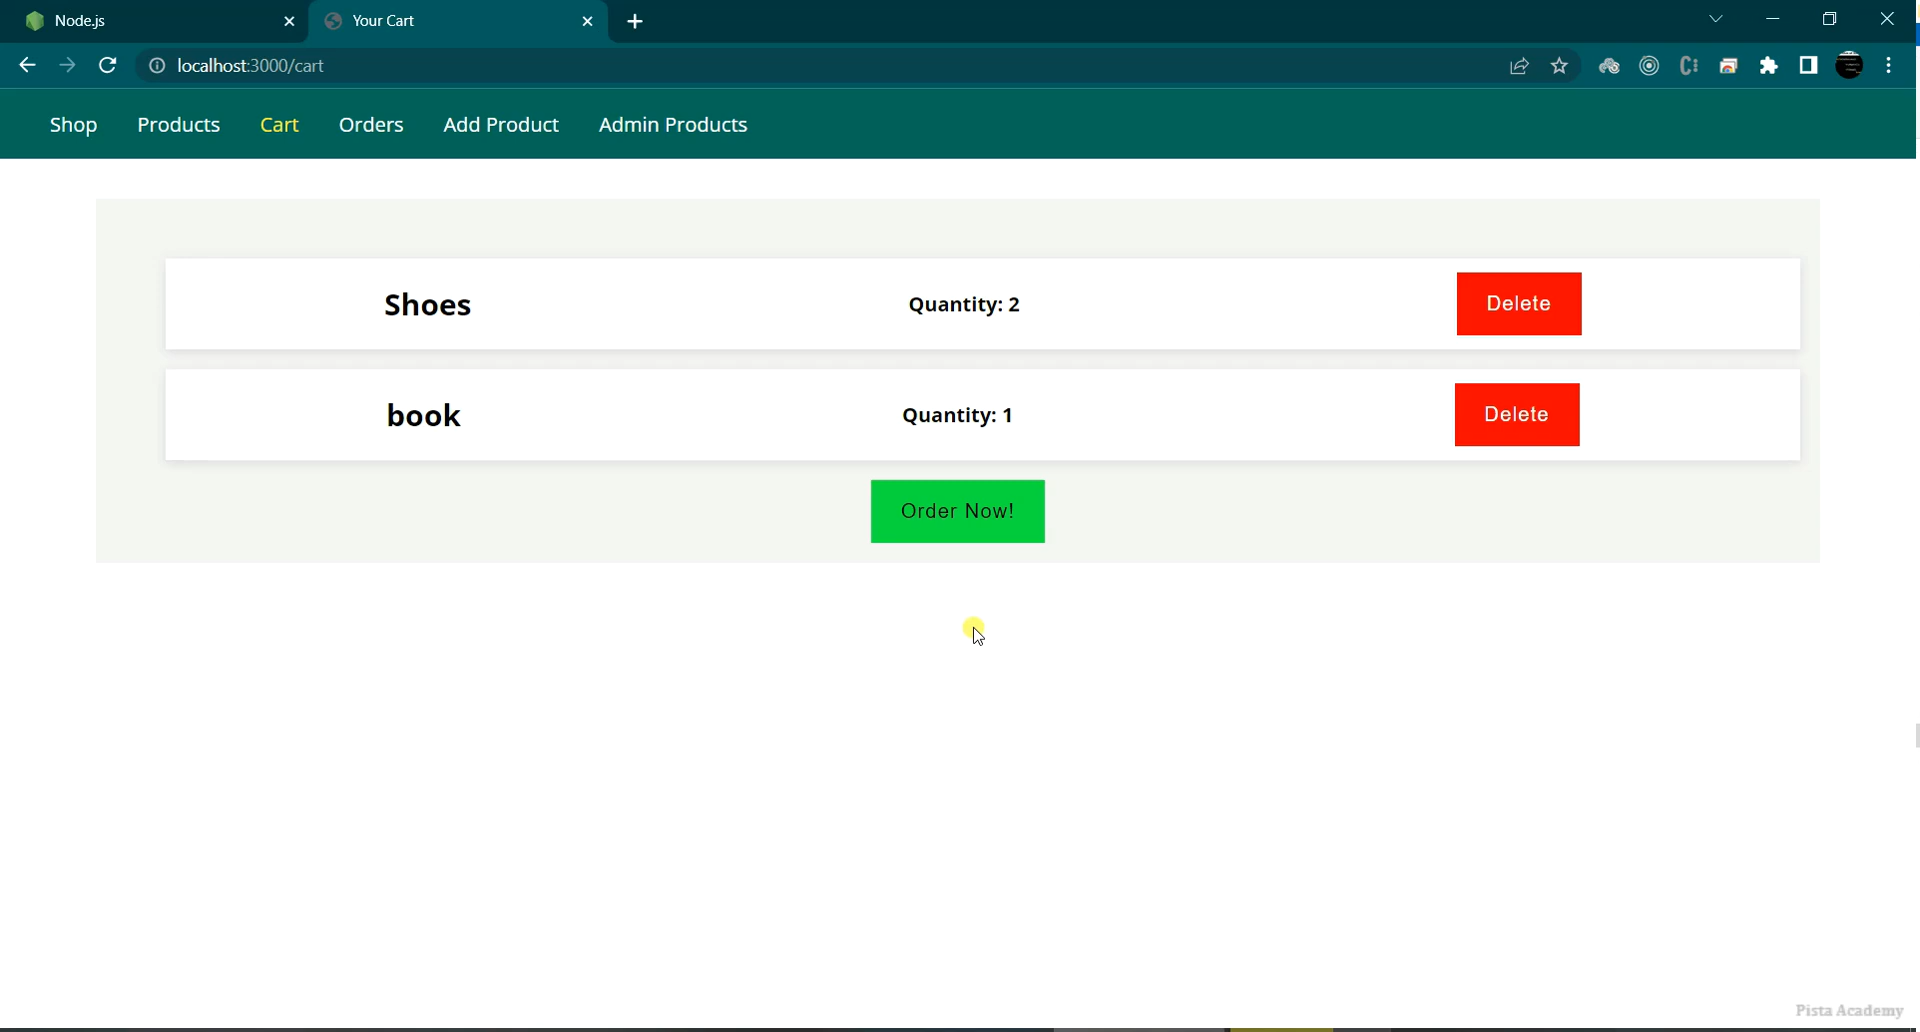 Node.js
Your Cart
localhost:3000/cart
Shop Products Cart Orders Add Product Admin Products
Shoes Quantity: 2 Delete
book Quantity: 1 Delete
Order Now!
Pista Academy